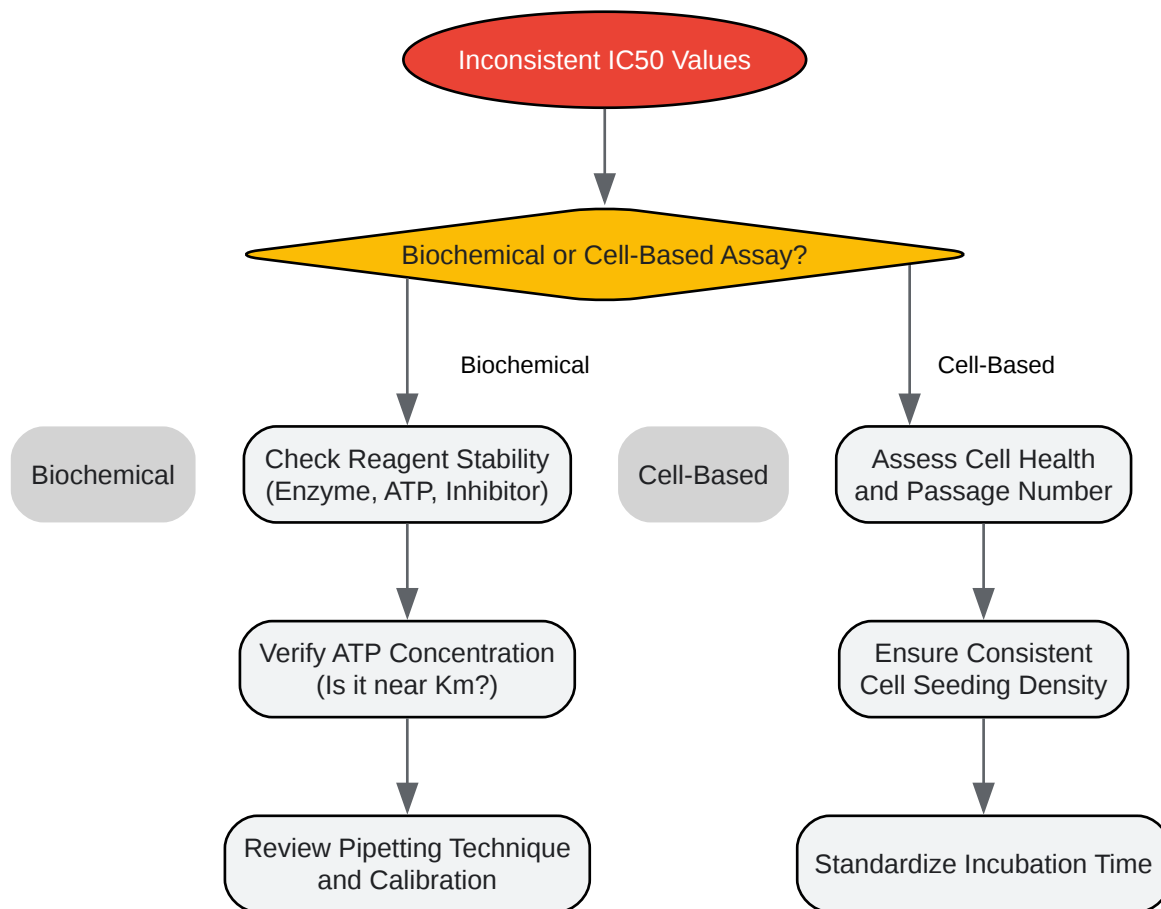 Inconsistent IC50 Values
Biochemical or Cell-Based Assay?
Biochemical
Cell-Based
Biochemical
Check Reagent Stability
(Enzyme, ATP, Inhibitor)
Cell-Based
Assess Cell Health
and Passage Number
Verify ATP Concentration
(Is it near Km?)
Ensure Consistent
Cell Seeding Density
Review Pipetting Technique
and Calibration
Standardize Incubation Time